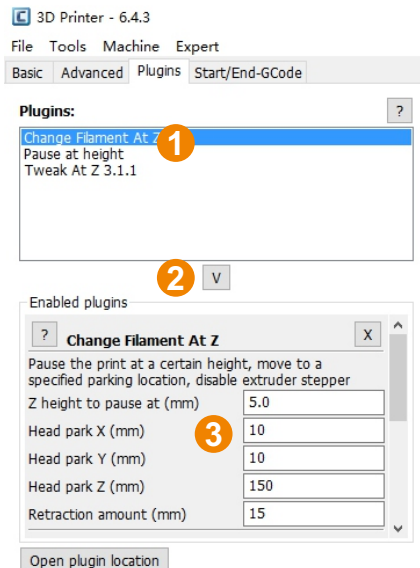 C 3D Printer - 6.4.3
File Tools Machine Expert
Basic Advanced Plugins Start/End-GCode
Plugins: ?
Change Filament At Z 1
Pause at height
Tweak At Z 3.1.1
2 V
Enabled plugins
? Change Filament At Z X
Pause the print at a certain height, move to a
specified parking location, disable extruder stepper
Z height to pause at (mm) 5.0
Head park X (mm) 10
3
Head park Y (mm) 10
Head park Z (mm) 150
Retraction amount (mm) 15
Open plugin location